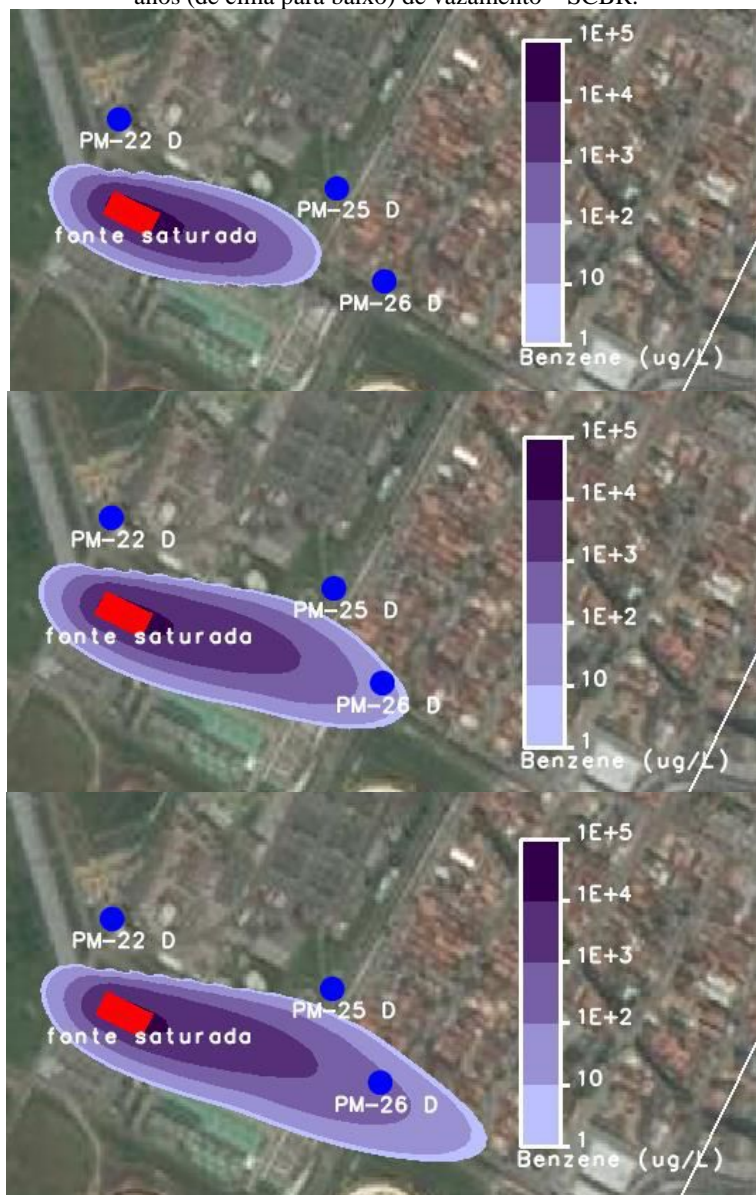 anos (de cima para baixo) de vazamento – SCBR.
1E+5
1E+4
PM-22 D
1E+3
PM-25 D
fonte saturada
1E+2
10
PM-26 D
1
Benzene (ug/L)
1E+5
1E+4
PM-22 D
1E+3
PM-25 D
1E+2
fonte saturada
10
PM-26 D
1
Benzene (ug/L)
1E+5
1E+4
PM-22 D
1E+3
PM-25 D
1E+2
fonte saturada
10
PM-26 D
1
Benzene (ug/L)